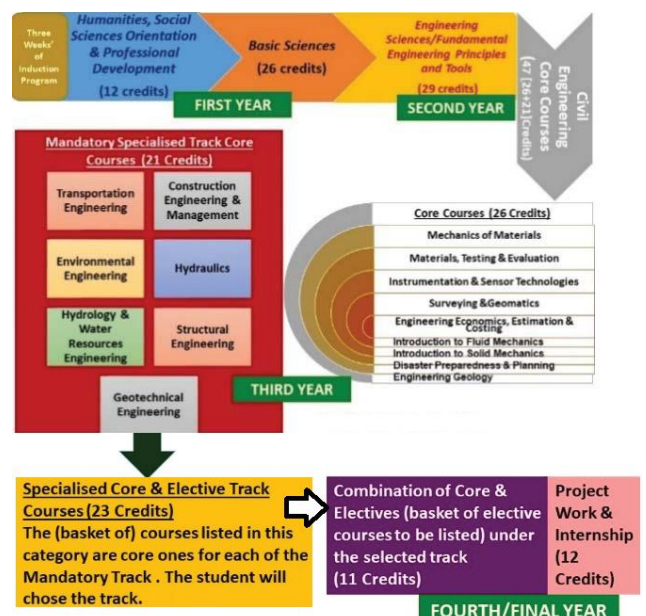 Three
Weeks'
of
Induction
Program
Humanities, Social
Sciences Orientation
& Professional
Development
(12 credits)
Basic Sciences
(26 credits)
Engineering
Sciences/Fundamental
Engineering Principles
and Tools
(29 credits)
FIRST YEAR
SECOND YEAR
Civil
Engineering
Core Courses
(47 [26+21]Credits)
Mandatory Specialised Track Core
Courses (21 Credits)
Transportation
Engineering
Construction
Engineering &
Management
Environmental
Engineering
Hydraulics
Hydrology &
Water
Resources
Engineering
Structural
Engineering
Geotechnical
Engineering
THIRD YEAR
Core Courses (26 Credits)
Mechanics of Materials
Materials, Testing & Evaluation
Instrumentation & Sensor Technologies
Surveying &Geomatics
Engineering Economics, Estimation &
Costing
Introduction to Fluid Mechanics
Introduction to Solid Mechanics
Disaster Preparedness & Planning
Engineering Geology
Specialised Core & Elective Track
Courses (23 Credits)
The (basket of) courses listed in this
category are core ones for each of the
Mandatory Track . The student will
chose the track.
Combination of Core &
Electives (basket of elective
courses to be listed) under
the selected track
(11 Credits)
Project
Work &
Internship
(12
Credits)
FOURTH/FINAL YEAR